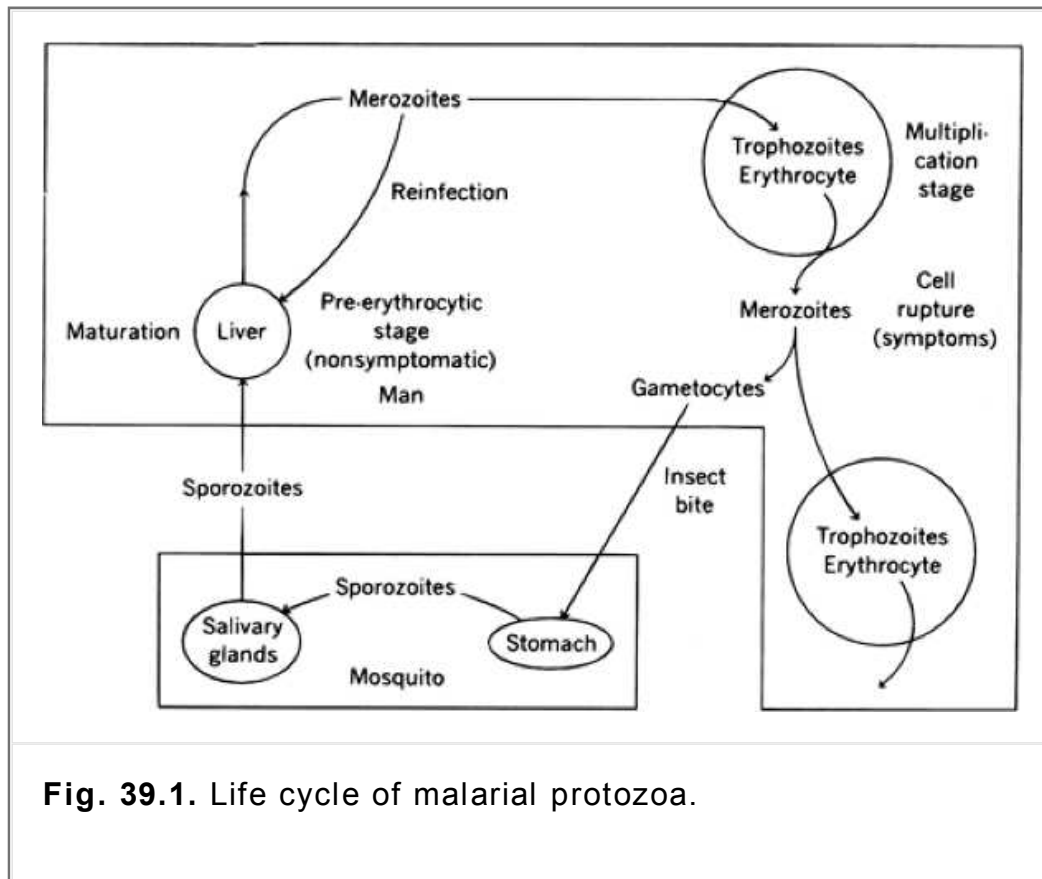 Merozoites
Trophozoites
Erythrocyte
Multipli-
cation
stage
Reinfection
Maturation
Liver
Pre-erythrocytic
stage
(nonsymptomatic)
Man
Merozoites
Cell
rupture
(symptoms)
Gametocytes
Sporozoites
Insect
bite
Trophozoites
Erythrocyte
Sporozoites
Salivary
glands
Stomach
Mosquito
Fig. 39.1. Life cycle of malarial protozoa.